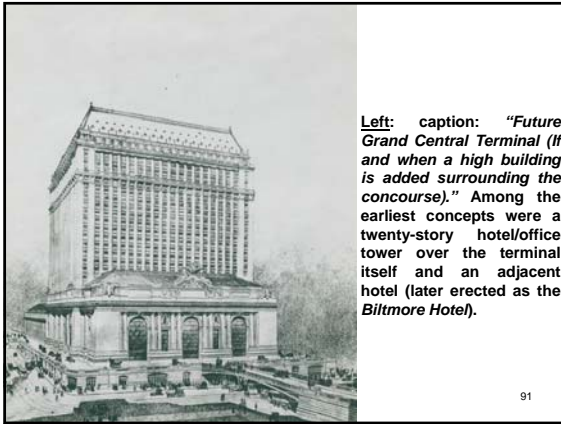 Left: caption: “Future
Grand Central Terminal (If
and when a high building
is added surrounding the
concourse).” Among the
earliest concepts were a
twenty-story hotel/office
tower over the terminal
itself and an adjacent
hotel (later erected as the
Biltmore Hotel).
91